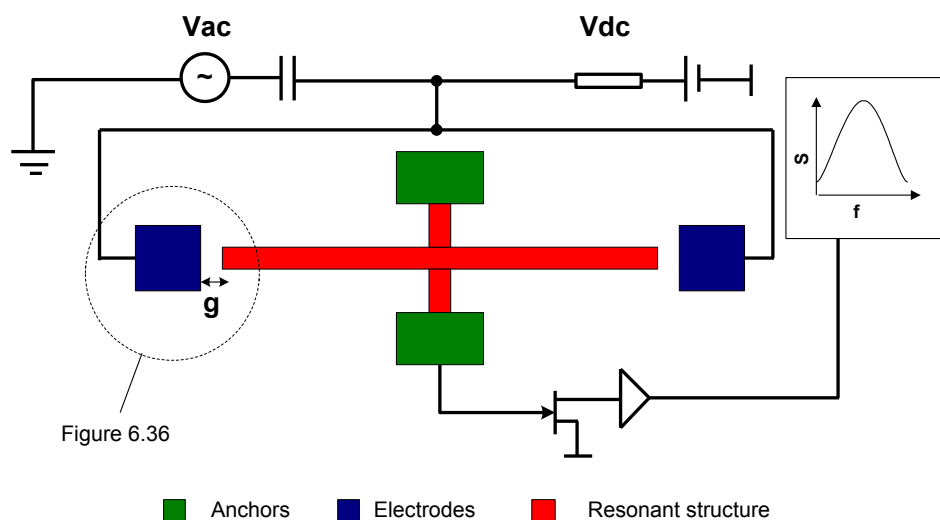 Vac
Vdc
~
S
f
g
Figure 6.36
Anchors
Electrodes
Resonant structure